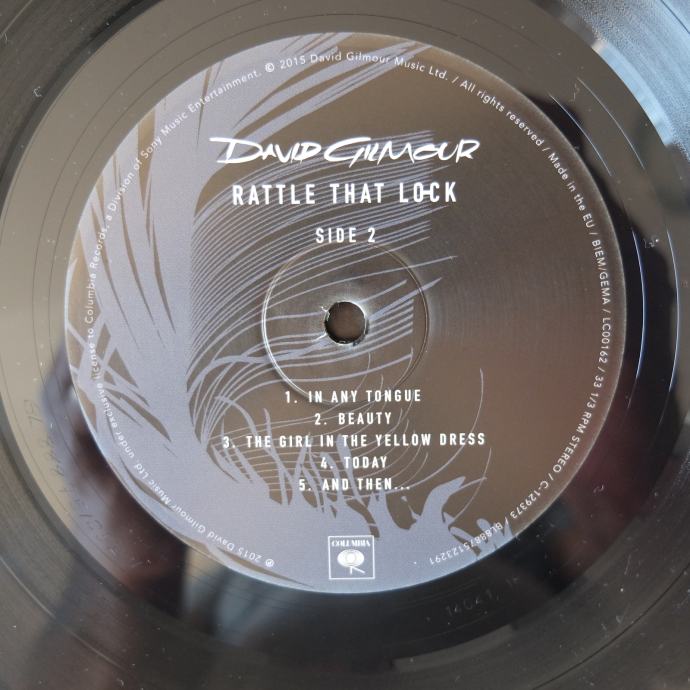 DAVID GILMOUR
RATTLE THAT LOCK
SIDE 2
1. IN ANY TONGUE
2. BEAUTY
3. THE GIRL IN THE YELLOW DRESS
4. TODAY
5. AND THEN...
COLUMBIA
℗ 2015 David Gilmour Music Ltd. under exclusive license to Columbia Records, a Division of Sony Music Entertainment. © 2015 David Gilmour Music Ltd. / All rights reserved / Made in the EU / BIEM/GEMA / LC00162 / 33 1/3 RPM STEREO / C-129373 / BL88875123291